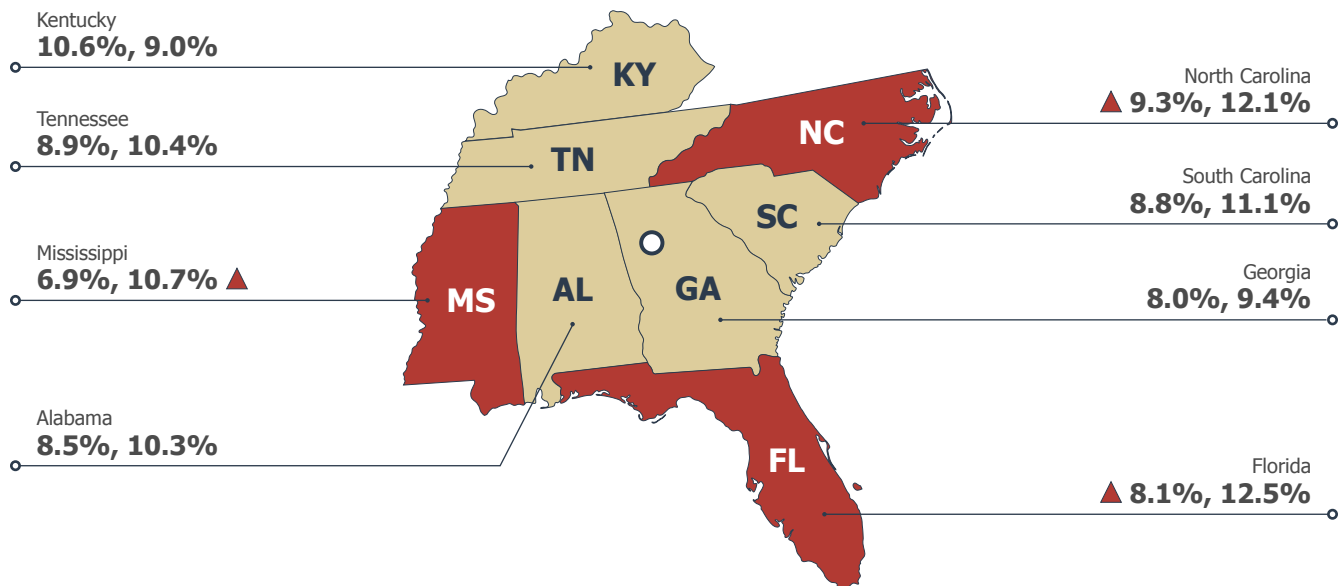 Kentucky
10.6%, 9.0%
Tennessee
8.9%, 10.4%
Mississippi
6.9%, 10.7%
Alabama
8.5%, 10.3%
KY
TN
NC
SC
MS
AL
GA
FL
North Carolina
9.3%, 12.1%
South Carolina
8.8%, 11.1%
Georgia
8.0%, 9.4%
Florida
8.1%, 12.5%